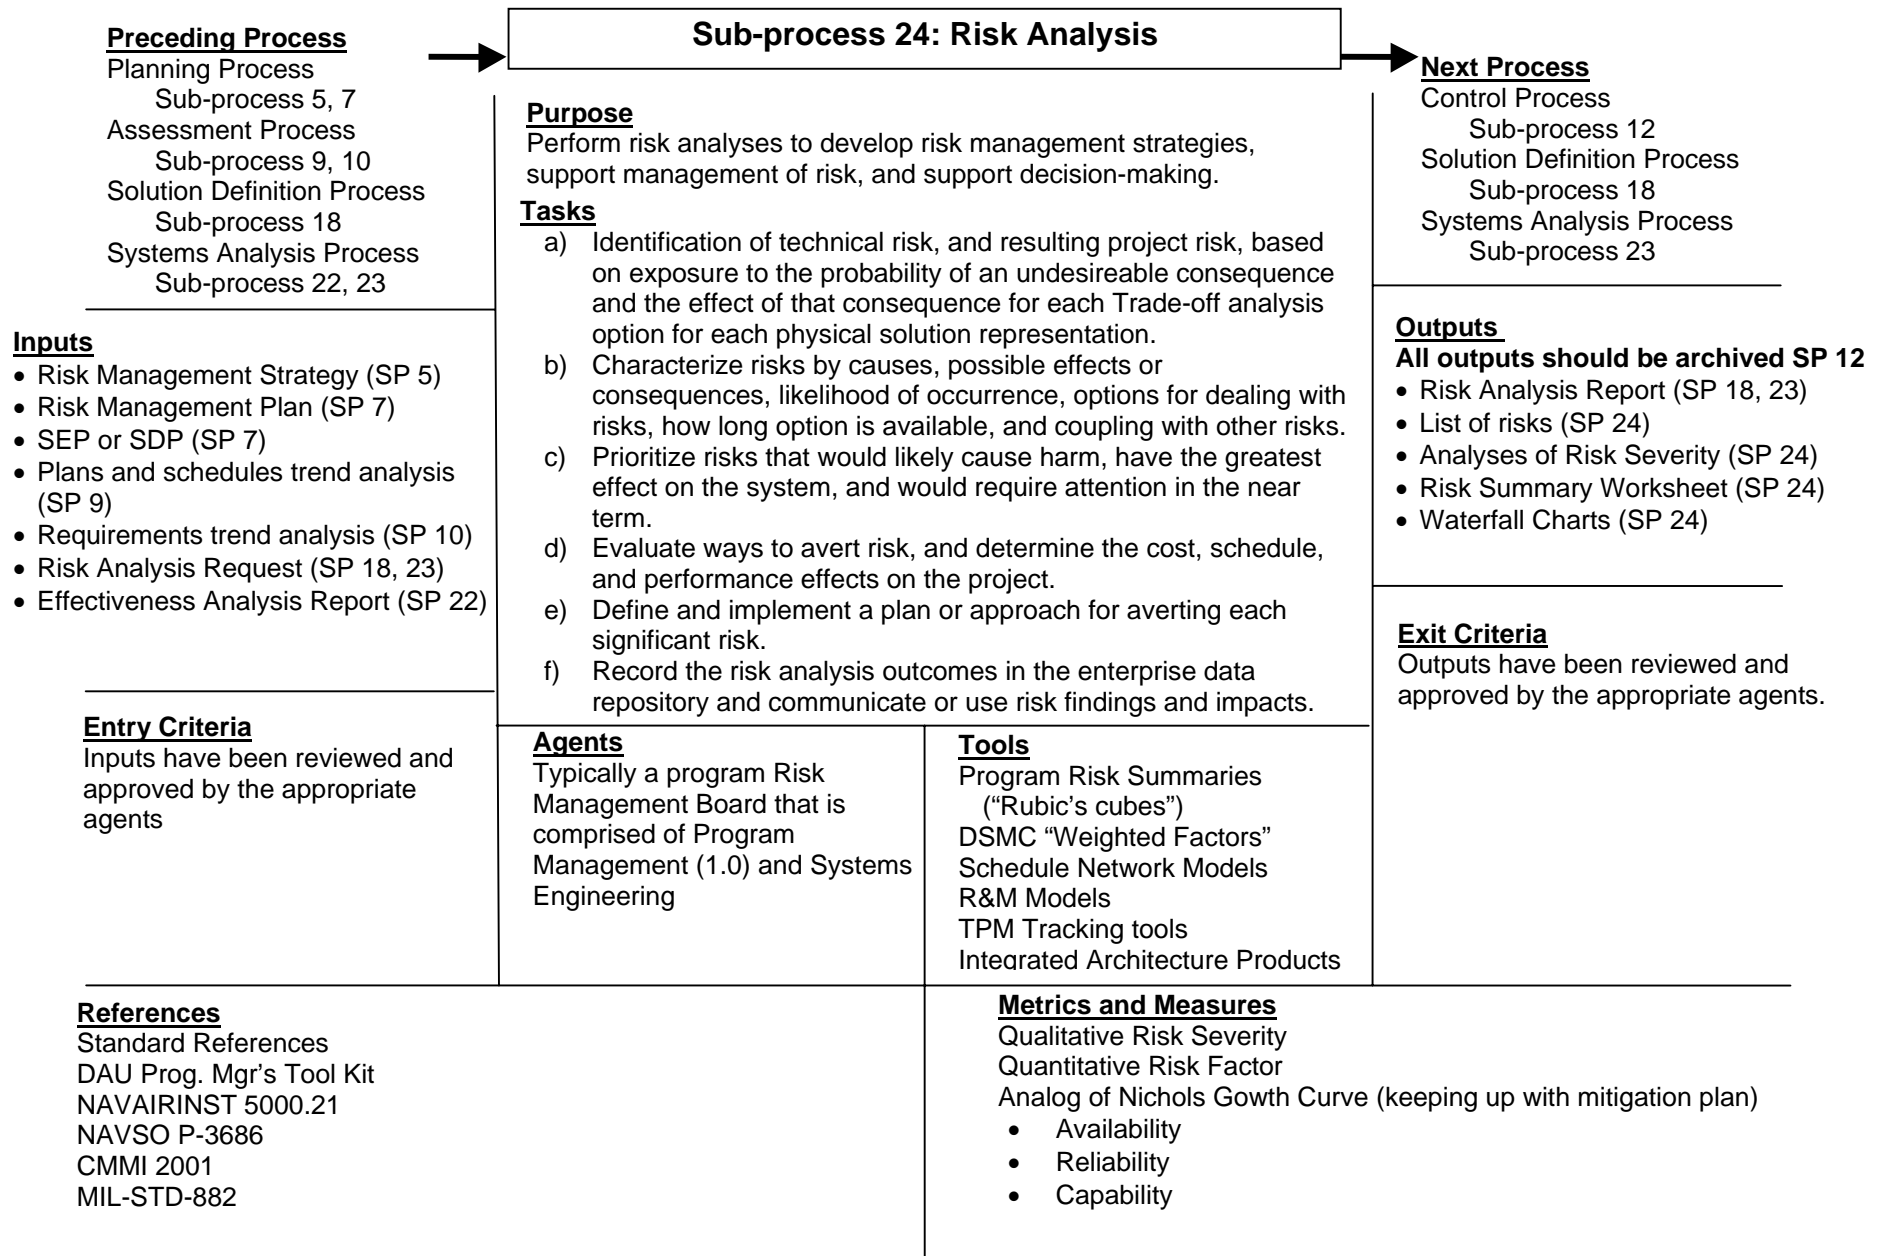 Sub-process 24: Risk Analysis
Preceding Process
Planning Process
Sub-process 5, 7
Assessment Process
Sub-process 9, 10
Solution Definition Process
Sub-process 18
Systems Analysis Process
Sub-process 22, 23
Inputs
• Risk Management Strategy (SP 5)
• Risk Management Plan (SP 7)
• SEP or SDP (SP 7)
• Plans and schedules trend analysis
(SP 9)
• Requirements trend analysis (SP 10)
• Risk Analysis Request (SP 18, 23)
• Effectiveness Analysis Report (SP 22)
Entry Criteria
Inputs have been reviewed and
approved by the appropriate
agents
Purpose
Perform risk analyses to develop risk management strategies,
support management of risk, and support decision-making.
Tasks
a) Identification of technical risk, and resulting project risk, based
on exposure to the probability of an undesireable consequence
and the effect of that consequence for each Trade-off analysis
option for each physical solution representation.
b) Characterize risks by causes, possible effects or
consequences, likelihood of occurrence, options for dealing with
risks, how long option is available, and coupling with other risks.
c) Prioritize risks that would likely cause harm, have the greatest
effect on the system, and would require attention in the near
term.
d) Evaluate ways to avert risk, and determine the cost, schedule,
and performance effects on the project.
e) Define and implement a plan or approach for averting each
significant risk.
f) Record the risk analysis outcomes in the enterprise data
repository and communicate or use risk findings and impacts.
Agents
Typically a program Risk
Management Board that is
comprised of Program
Management (1.0) and Systems
Engineering
Tools
Program Risk Summaries
(“Rubic’s cubes”)
DSMC “Weighted Factors”
Schedule Network Models
R&M Models
TPM Tracking tools
Integrated Architecture Products
Next Process
Control Process
Sub-process 12
Solution Definition Process
Sub-process 18
Systems Analysis Process
Sub-process 23
Outputs
All outputs should be archived SP 12
• Risk Analysis Report (SP 18, 23)
• List of risks (SP 24)
• Analyses of Risk Severity (SP 24)
• Risk Summary Worksheet (SP 24)
• Waterfall Charts (SP 24)
Exit Criteria
Outputs have been reviewed and
approved by the appropriate agents.
References
Standard References
DAU Prog. Mgr’s Tool Kit
NAVAIRINST 5000.21
NAVSO P-3686
CMMI 2001
MIL-STD-882
Metrics and Measures
Qualitative Risk Severity
Quantitative Risk Factor
Analog of Nichols Gowth Curve (keeping up with mitigation plan)
• Availability
• Reliability
• Capability